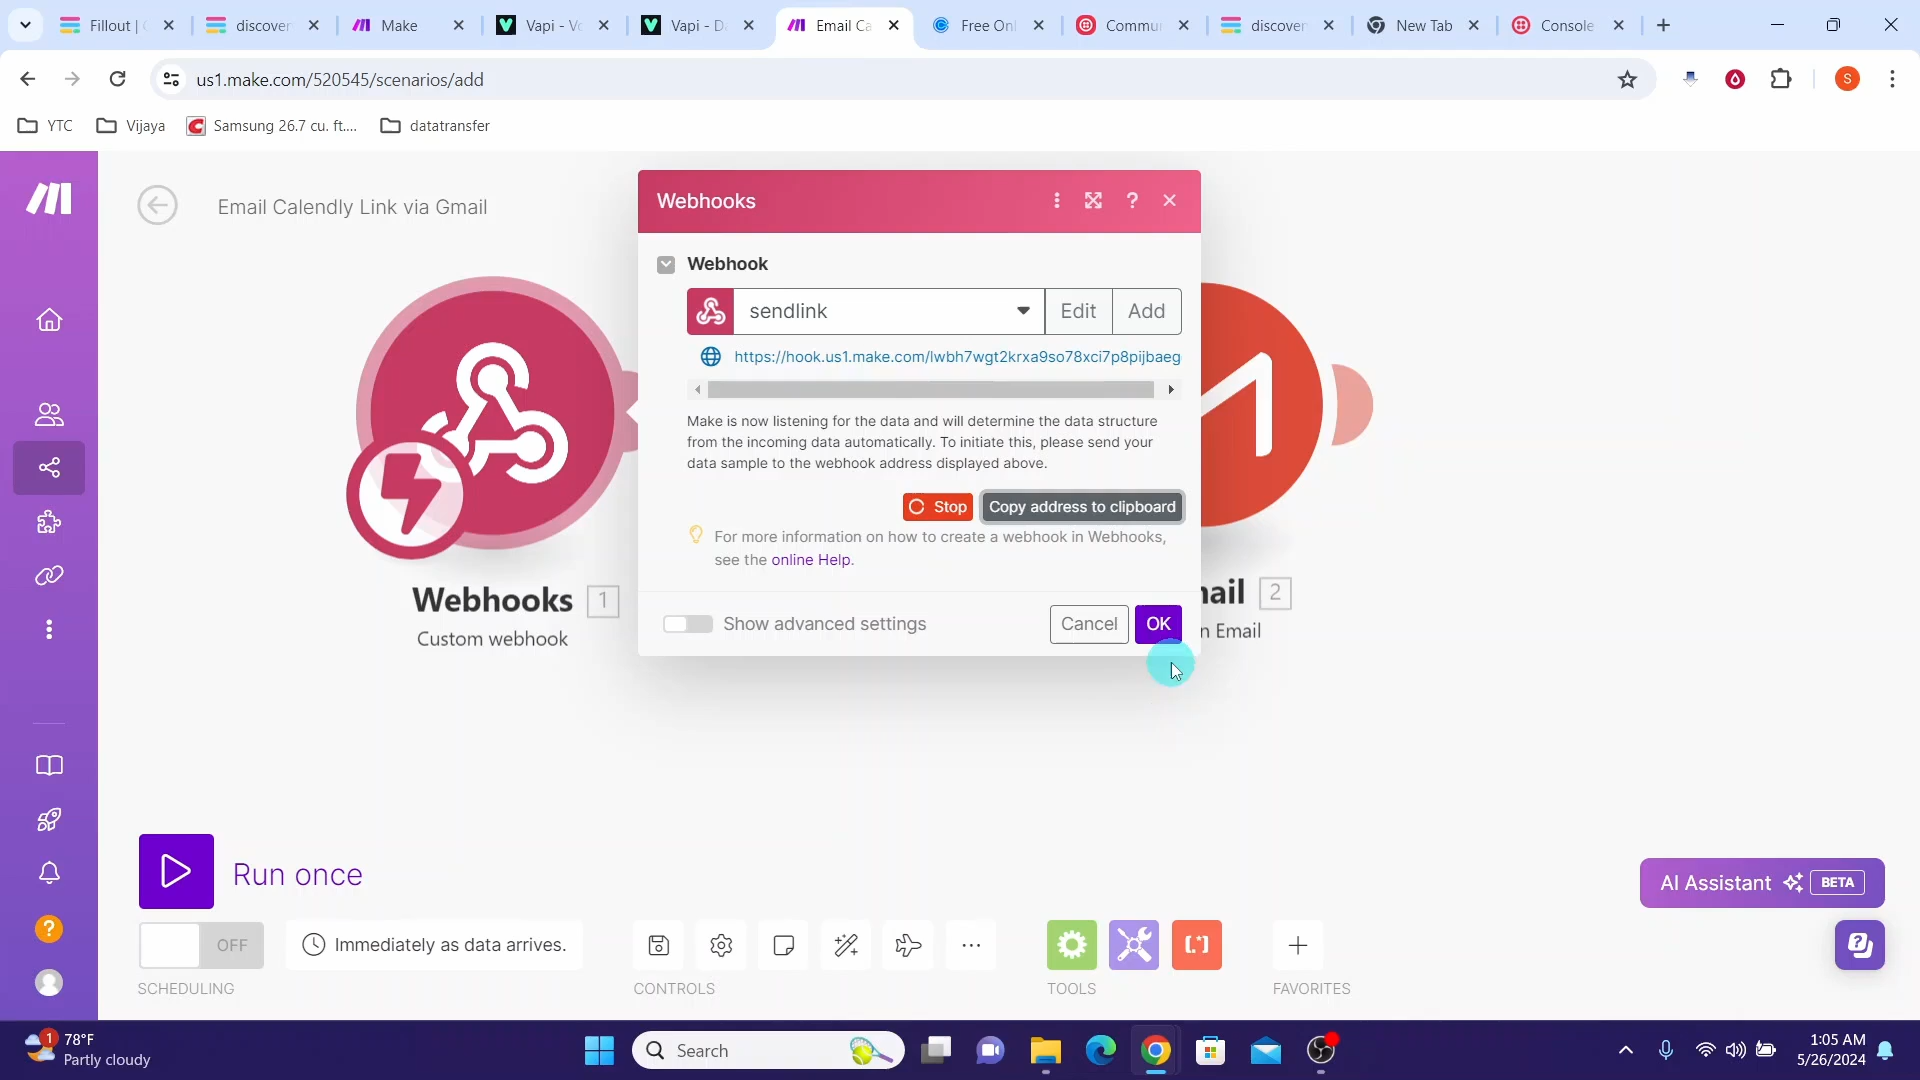 Fillout | C
discover
Make
Vapi - Vo
Vapi - Da
Email Ca
Free Onl
Commun
discover
New Tab
Console
us1.make.com/520545/scenarios/add
S
YTC
Vijaya
Samsung 26.7 cu. ft....
datatransfer
Email Calendly Link via Gmail
Webhooks
?
Webhook
sendlink
Edit
Add
https://hook.us1.make.com/lwbh7wgt2krxa9so78xci7p8pijbaeg
Make is now listening for the data and will determine the data structure
from the incoming data automatically. To initiate this, please send your
data sample to the webhook address displayed above.
Stop
Copy address to clipboard
For more information on how to create a webhook in Webhooks,
see the online Help.
Show advanced settings
Cancel
OK
Webhooks
1
Custom webhook
ail
2
n Email
Run once
AI Assistant
BETA
OFF
Immediately as data arrives.
SCHEDULING
CONTROLS
TOOLS
FAVORITES
1
78°F
Partly cloudy
Search
1:05 AM
5/26/2024